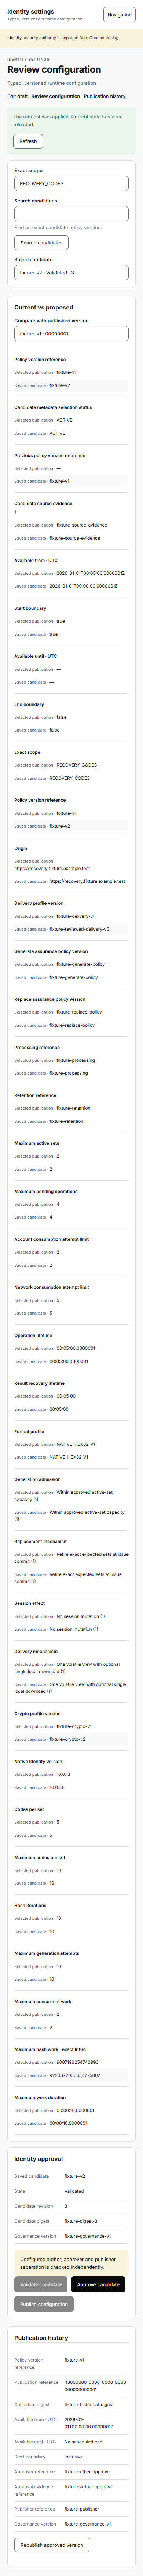 Identity settings
Typed, versioned runtime configuration
Navigation
Identity security authority is separate from Content editing.
IDENTITY SETTINGS
Review configuration
Typed, versioned runtime configuration
Edit draft Review configuration Publication history
The request was applied. Current state has been
reloaded.
Refresh
Exact scope
RECOVERY_CODES
Search candidates
Find an exact candidate policy version.
Search candidates
Saved candidate
fixture-v2 · Validated · 3
Current vs proposed
Compare with published version
fixture-v1 · 00000001
Policy version reference
Selected publication · fixture-v1
Saved candidate · fixture-v2
Candidate metadata selection status
Selected publication · ACTIVE
Saved candidate · ACTIVE
Previous policy version reference
Selected publication · —
Saved candidate · fixture-v1
Candidate source evidence
1
Selected publication · fixture-source-evidence
Saved candidate · fixture-source-evidence
Available from · UTC
Selected publication · 2026-01-01T00:00:00.0000001Z
Saved candidate · 2026-01-01T00:00:00.0000001Z
Start boundary
Selected publication · true
Saved candidate · true
Available until · UTC
Selected publication · —
Saved candidate · —
End boundary
Selected publication · false
Saved candidate · false
Exact scope
Selected publication · RECOVERY_CODES
Saved candidate · RECOVERY_CODES
Policy version reference
Selected publication · fixture-v1
Saved candidate · fixture-v2
Origin
Selected publication ·
https://recovery.fixture.example.test
Saved candidate · https://recovery.fixture.example.test
Delivery profile version
Selected publication · fixture-delivery-v1
Saved candidate · fixture-reviewed-delivery-v3
Generate assurance policy version
Selected publication · fixture-generate-policy
Saved candidate · fixture-generate-policy
Replace assurance policy version
Selected publication · fixture-replace-policy
Saved candidate · fixture-replace-policy
Processing reference
Selected publication · fixture-processing
Saved candidate · fixture-processing
Retention reference
Selected publication · fixture-retention
Saved candidate · fixture-retention
Maximum active sets
Selected publication · 2
Saved candidate · 2
Maximum pending operations
Selected publication · 4
Saved candidate · 4
Account consumption attempt limit
Selected publication · 2
Saved candidate · 2
Network consumption attempt limit
Selected publication · 5
Saved candidate · 5
Operation lifetime
Selected publication · 00:05:00.0000001
Saved candidate · 00:05:00.0000001
Result recovery lifetime
Selected publication · 00:05:00
Saved candidate · 00:05:00
Format profile
Selected publication · NATIVE_HEX32_V1
Saved candidate · NATIVE_HEX32_V1
Generation admission
Selected publication · Within approved active-set
capacity (1)
Saved candidate · Within approved active-set capacity
(1)
Replacement mechanism
Selected publication · Retire exact expected sets at issue
commit (1)
Saved candidate · Retire exact expected sets at issue
commit (1)
Session effect
Selected publication · No session mutation (1)
Saved candidate · No session mutation (1)
Delivery mechanism
Selected publication · One volatile view with optional
single local download (1)
Saved candidate · One volatile view with optional single
local download (1)
Crypto profile version
Selected publication · fixture-crypto-v1
Saved candidate · fixture-crypto-v2
Native Identity version
Selected publication · 10.0.13
Saved candidate · 10.0.13
Codes per set
Selected publication · 5
Saved candidate · 5
Maximum codes per set
Selected publication · 10
Saved candidate · 10
Hash iterations
Selected publication · 10
Saved candidate · 10
Maximum generation attempts
Selected publication · 10
Saved candidate · 10
Maximum concurrent work
Selected publication · 2
Saved candidate · 2
Maximum hash work · exact Int64
Selected publication · 9007199254740993
Saved candidate · 9223372036854775807
Maximum work duration
Selected publication · 00:00:10.0000001
Saved candidate · 00:00:10.0000001
Identity approval
Saved candidate fixture-v2
State Validated
Candidate revision 3
Candidate digest fixture-digest-3
Governance version fixture-governance-v1
Configured author, approver and publisher
separation is checked independently.
Validate candidate Approve candidate
Publish configuration
Publication history
Policy version fixture-v1
reference
Publication reference 43000000-0000-0000-0000-
000000000001
Candidate digest fixture-historical-digest
Available from · UTC 2026-01-
01T00:00:00.0000001Z
Available until · UTC No scheduled end
Start boundary Inclusive
Approver reference fixture-other-approver
Approval evidence fixture-actual-approval
reference
Publisher reference fixture-publisher
Governance version fixture-governance-v1
Republish approved version